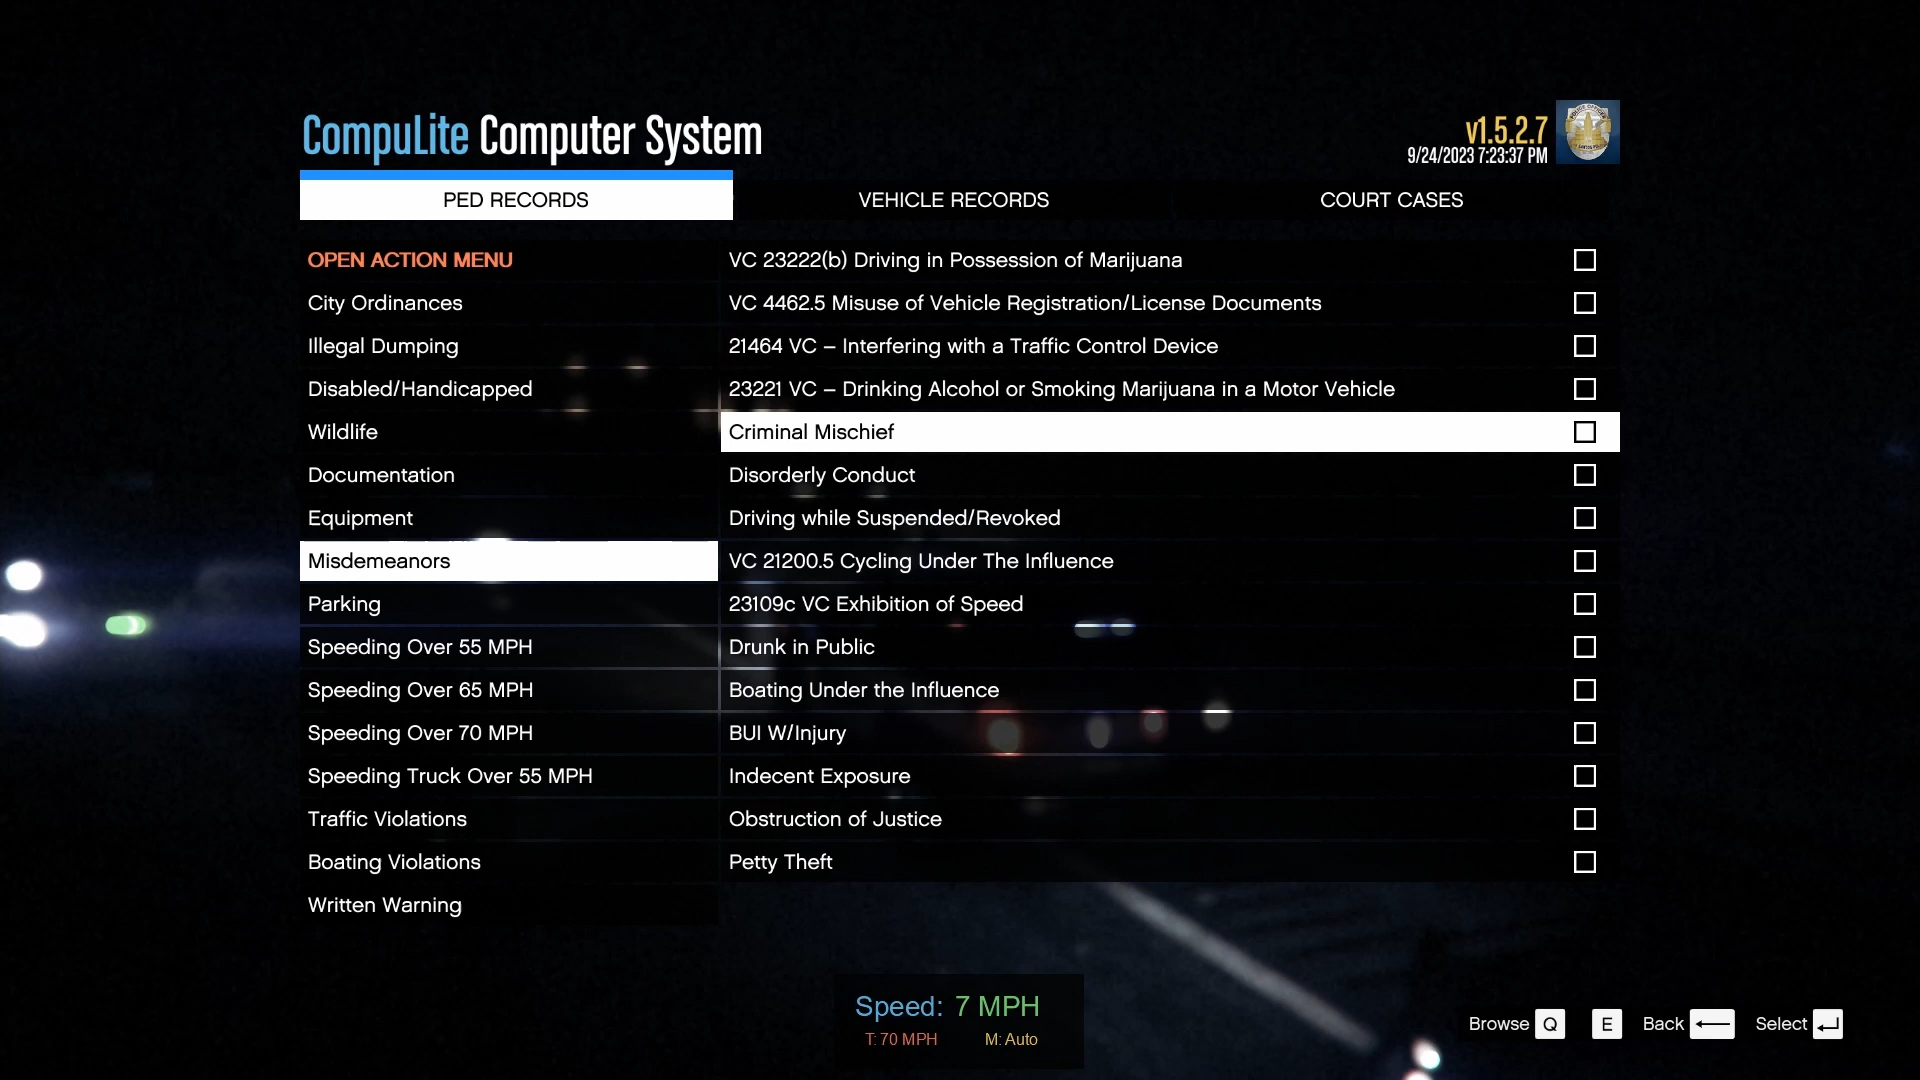 CompuLite Computer System
v1.5.2.7
9/24/2023 7:23:37 PM
PED RECORDS
VEHICLE RECORDS
COURT CASES
OPEN ACTION MENU
City Ordinances
Illegal Dumping
Disabled/Handicapped
Wildlife
Documentation
Equipment
Misdemeanors
Parking
Speeding Over 55 MPH
Speeding Over 65 MPH
Speeding Over 70 MPH
Speeding Truck Over 55 MPH
Traffic Violations
Boating Violations
Written Warning
VC 23222(b) Driving in Possession of Marijuana
VC 4462.5 Misuse of Vehicle Registration/License Documents
21464 VC – Interfering with a Traffic Control Device
23221 VC – Drinking Alcohol or Smoking Marijuana in a Motor Vehicle
Criminal Mischief
Disorderly Conduct
Driving while Suspended/Revoked
VC 21200.5 Cycling Under The Influence
23109c VC Exhibition of Speed
Drunk in Public
Boating Under the Influence
BUI W/Injury
Indecent Exposure
Obstruction of Justice
Petty Theft
Speed: 7 MPH
T: 70 MPH M: Auto
Browse Q E Back Select